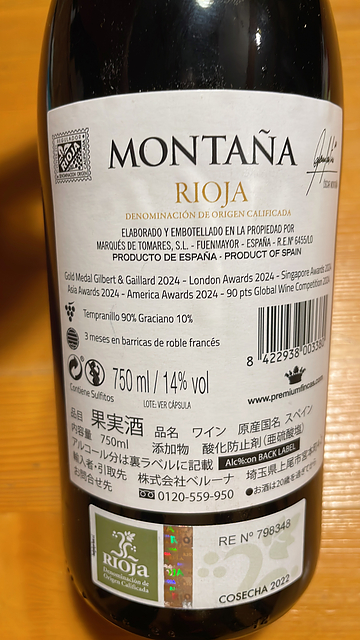 MONTAÑA
RIOJA
DENOMINACIÓN DE ORIGEN CALIFICADA
ELABORADO Y EMBOTELLADO EN LA PROPIEDAD POR
MARQUÉS DE TOMARES, S.L. - FUENMAYOR - ESPAÑA - R.E.Nº 6455/LO
PRODUCTO DE ESPAÑA - PRODUCT OF SPAIN
Gold Medal Gilbert & Gaillard 2024 - London Awards 2024 - Singapore Awards 2024
Asia Awards 2024 - America Awards 2024 - 90 pts Global Wine Competition 2024
Tempranillo 90% Graciano 10%
3 meses en barricas de roble francés
8 422938 003380
Contiene Sulfitos
750 ml / 14% vol
LOTE: VER CÁPSULA
www.premiumfincas.com
品目 果実酒 品名 ワイン 原産国名 スペイン
内容量 750ml 添加物 酸化防止剤(亜硫酸塩)
アルコール分は裏ラベルに記載 Alc%:on BACK LABEL
輸入者・引取先 株式会社ベルーナ 埼玉県上尾市宮本町
お問合せ先 0120-559-950 ●お酒は20歳を過ぎてから
RIOJA
Denominación de
Origen Calificada
RE Nº 798348
COSECHA 2022